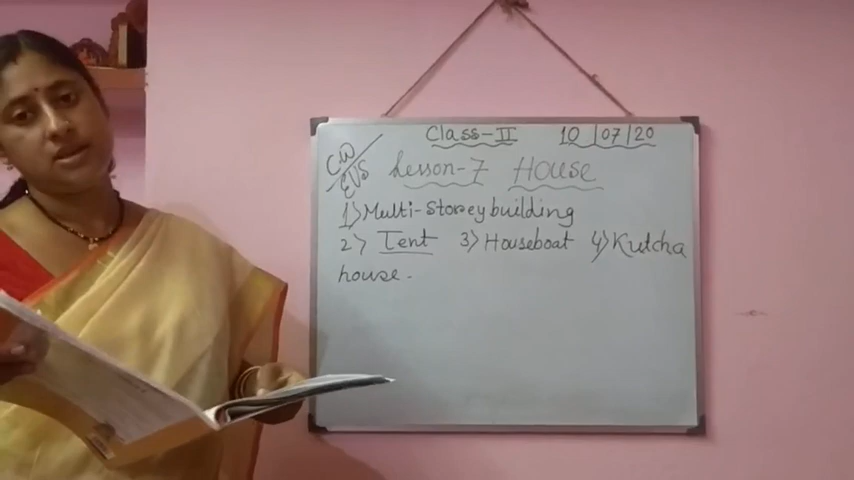 Class-II 10/07/20
CW/EVS
Lesson-7 House
1) Multi-Storey building
2) Tent 3) Houseboat 4) Kutcha
house.